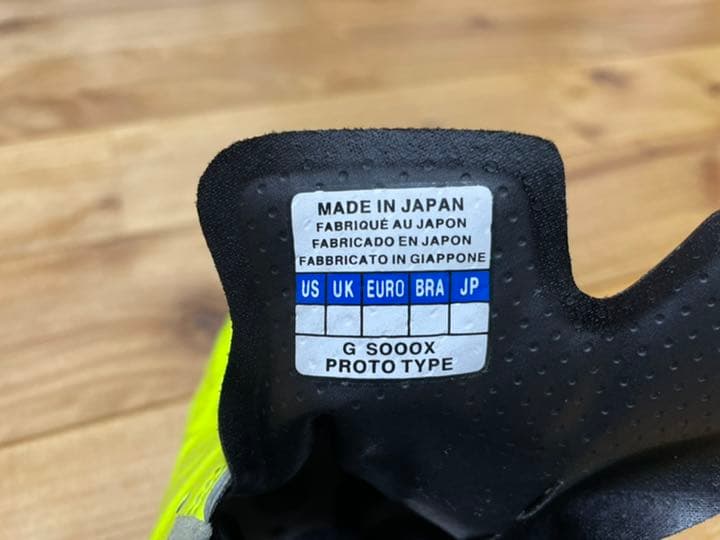 MADE IN JAPAN
FABRIQUÉ AU JAPON
FABRICADO EN JAPON
FABBRICATO IN GIAPPONE
US UK EURO BRA JP
G SOOOX
PROTO TYPE